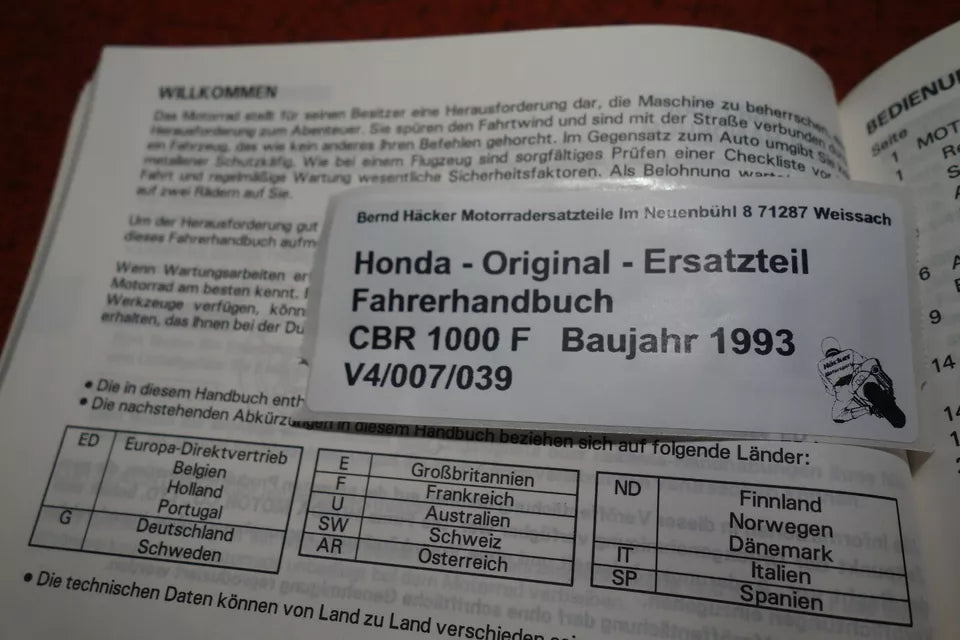 WILLKOMMEN
Das Motorrad stellt für seinen Besitzer eine Herausforderung dar, die Maschine zu beherrschen,
Herausforderung zum Abenteuer. Sie spüren den Fahrtwind und sind mit der Straße verbunden
ein Fahrzeug, das wie kein anderes Ihren Befehlen gehorcht. Im Gegensatz zum Auto umgibt Sie
metallener Schutzkäfig. Wie bei einem Flugzeug sind sorgfältiges Prüfen einer Checkliste vor
Fahrt und regelmäßige Wartung wesentliche Sicherheitsfaktoren. Als Belohnung
auf zwei Rädern auf Sie.
Um der Herausforderung gut
dieses Fahrerhandbuch aufm
Wenn Wartungsarbeiten er
Motorrad am besten kennt.
Werkzeuge verfügen, könn
erhalten, das Ihnen bei der Du
Bernd Häcker Motorradersatzteile Im Neuenbühl 8 71287 Weissach
Honda - Original - Ersatzteil
Fahrerhandbuch
CBR 1000 F Baujahr 1993
V4/007/039
Häcker
• Die in diesem Handbuch enth
• Die nachstehenden Abkürzungen in diesem Handbuch beziehen sich auf folgende Länder:
ED Europa-Direktvertrieb
Belgien
Holland
Portugal
G Deutschland
Schweden
E Großbritannien
F Frankreich
U Australien
SW Schweiz
AR Österreich
ND Finnland
Norwegen
Dänemark
IT Italien
SP Spanien
• Die technischen Daten können von Land zu Land verschieden
BEDIENUN
Seite
1 MOT
1
6
9
14
14